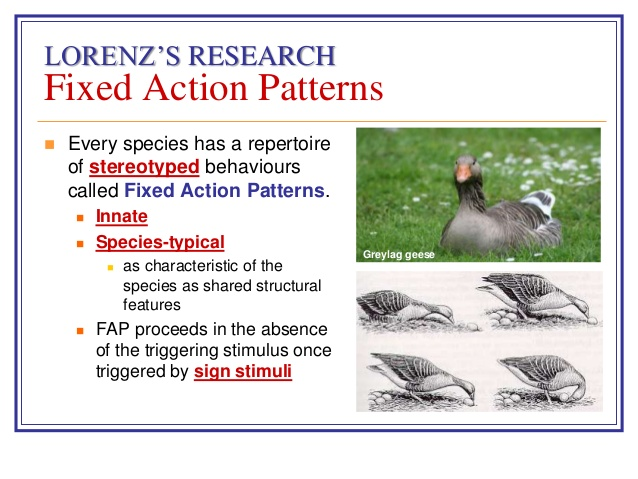 LORENZ’S RESEARCH
Fixed Action Patterns
Every species has a repertoire
of stereotyped behaviours
called Fixed Action Patterns.
Innate
Species-typical
as characteristic of the
species as shared structural
features
FAP proceeds in the absence
of the triggering stimulus once
triggered by sign stimuli
Greylag geese